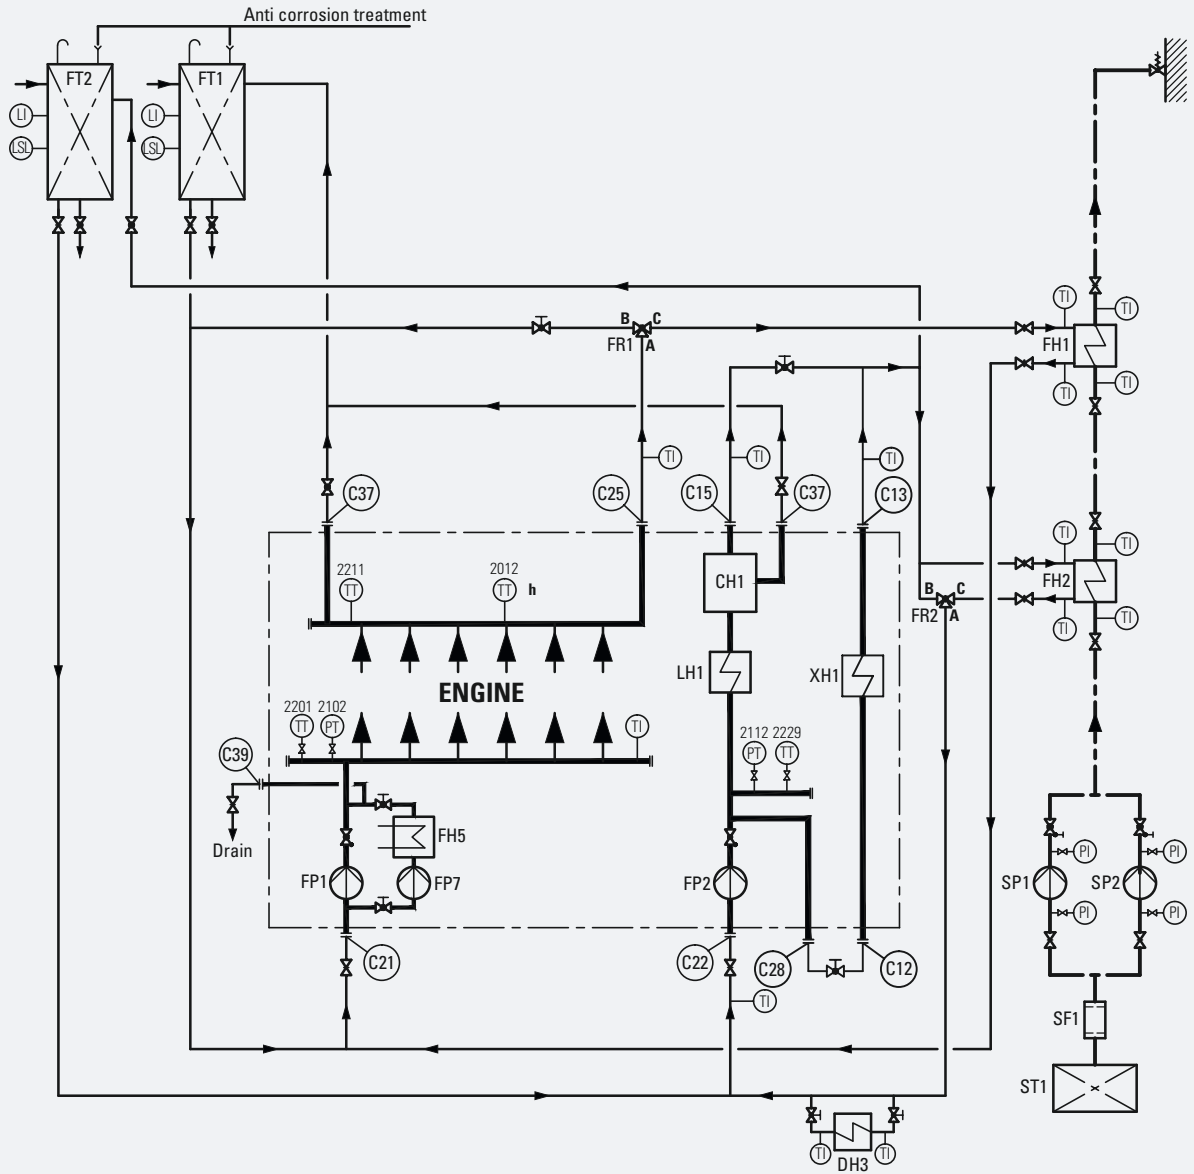 Anti corrosion treatment
FT2
FT1
LI
LI
LSL
LSL
TI
TI
B C
FR1 A
FH1
TI
TI
TI
TI
TI
C37
C25
C15
C37
C13
TI
TI
2211
2012
TT
TT h
CH1
FH2
B C
FR2 A
TI
TI
LH1
XH1
ENGINE
2201 2102
TT PT
TI
2112 2229
PT TT
C39
Drain
FH5
FP1
FP7
FP2
SP1
SP2
PI
PI
PI
PI
C21
C22
C28
C12
TI
SF1
ST1
TI
TI
DH3